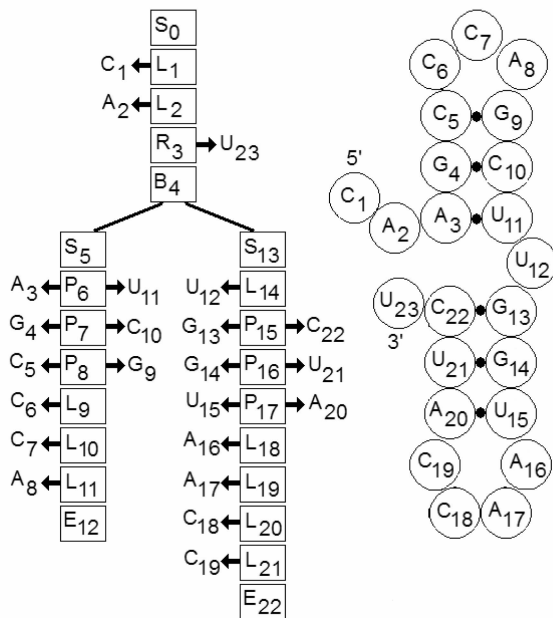 S0
C1 L1
A2 L2
R3 U23
B4
S5
A3 P6 U11
G4 P7 C10
C5 P8 G9
C6 L9
C7 L10
A8 L11
E12
S13
U12 L14
G13 P15 C22
G14 P16 U21
U15 P17 A20
A16 L18
A17 L19
C18 L20
C19 L21
E22
C7
C6 A8
C5 G9
G4 C10
5'
C1 A2 A3 U11
U12
U23 C22 G13
3'
U21 G14
A20 U15
C19 A16
C18 A17